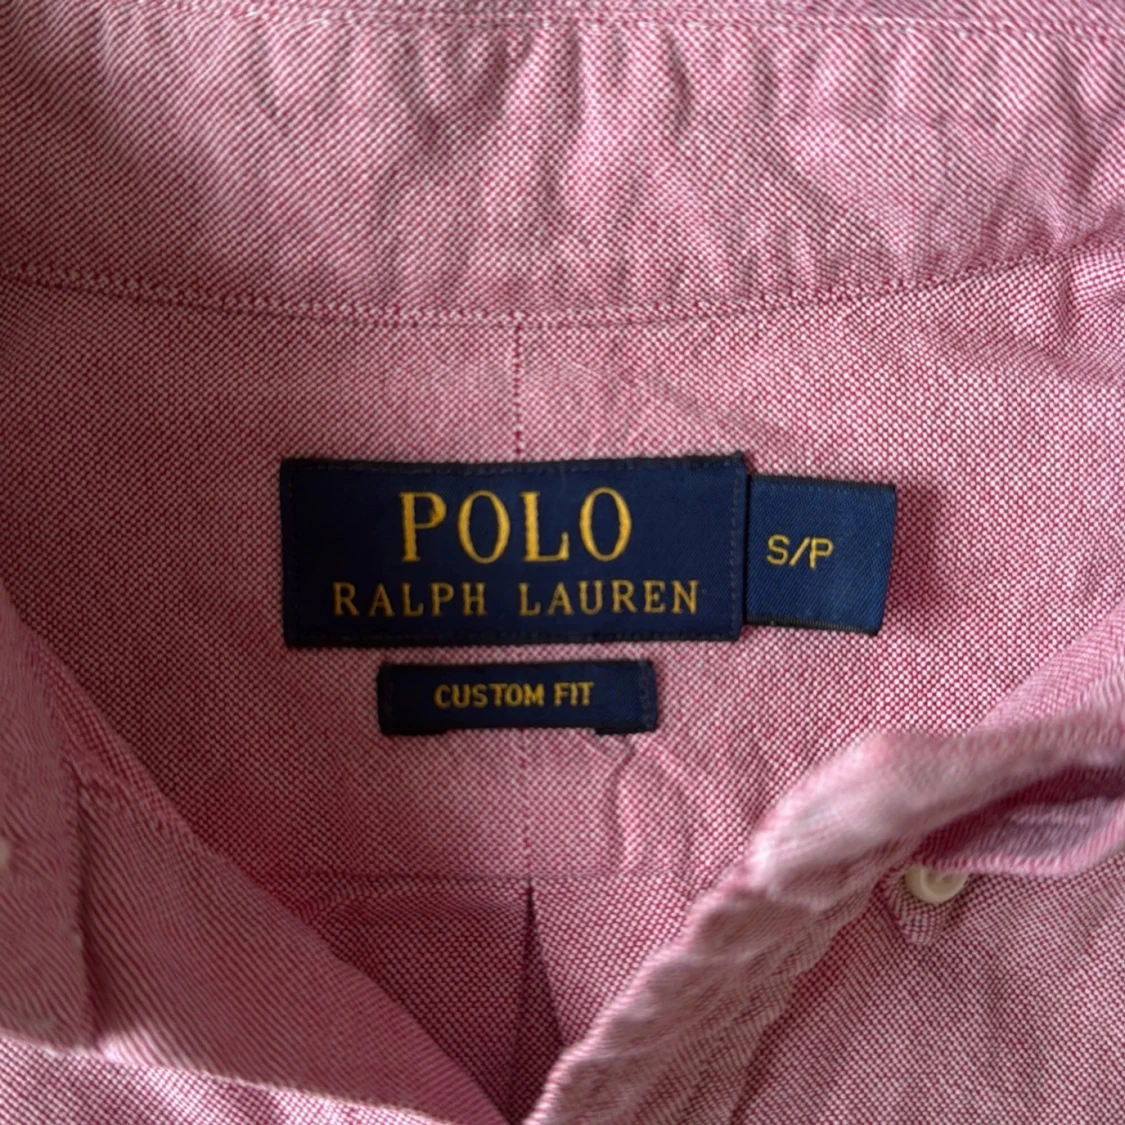 POLO
RALPH LAUREN
S/P
CUSTOM FIT